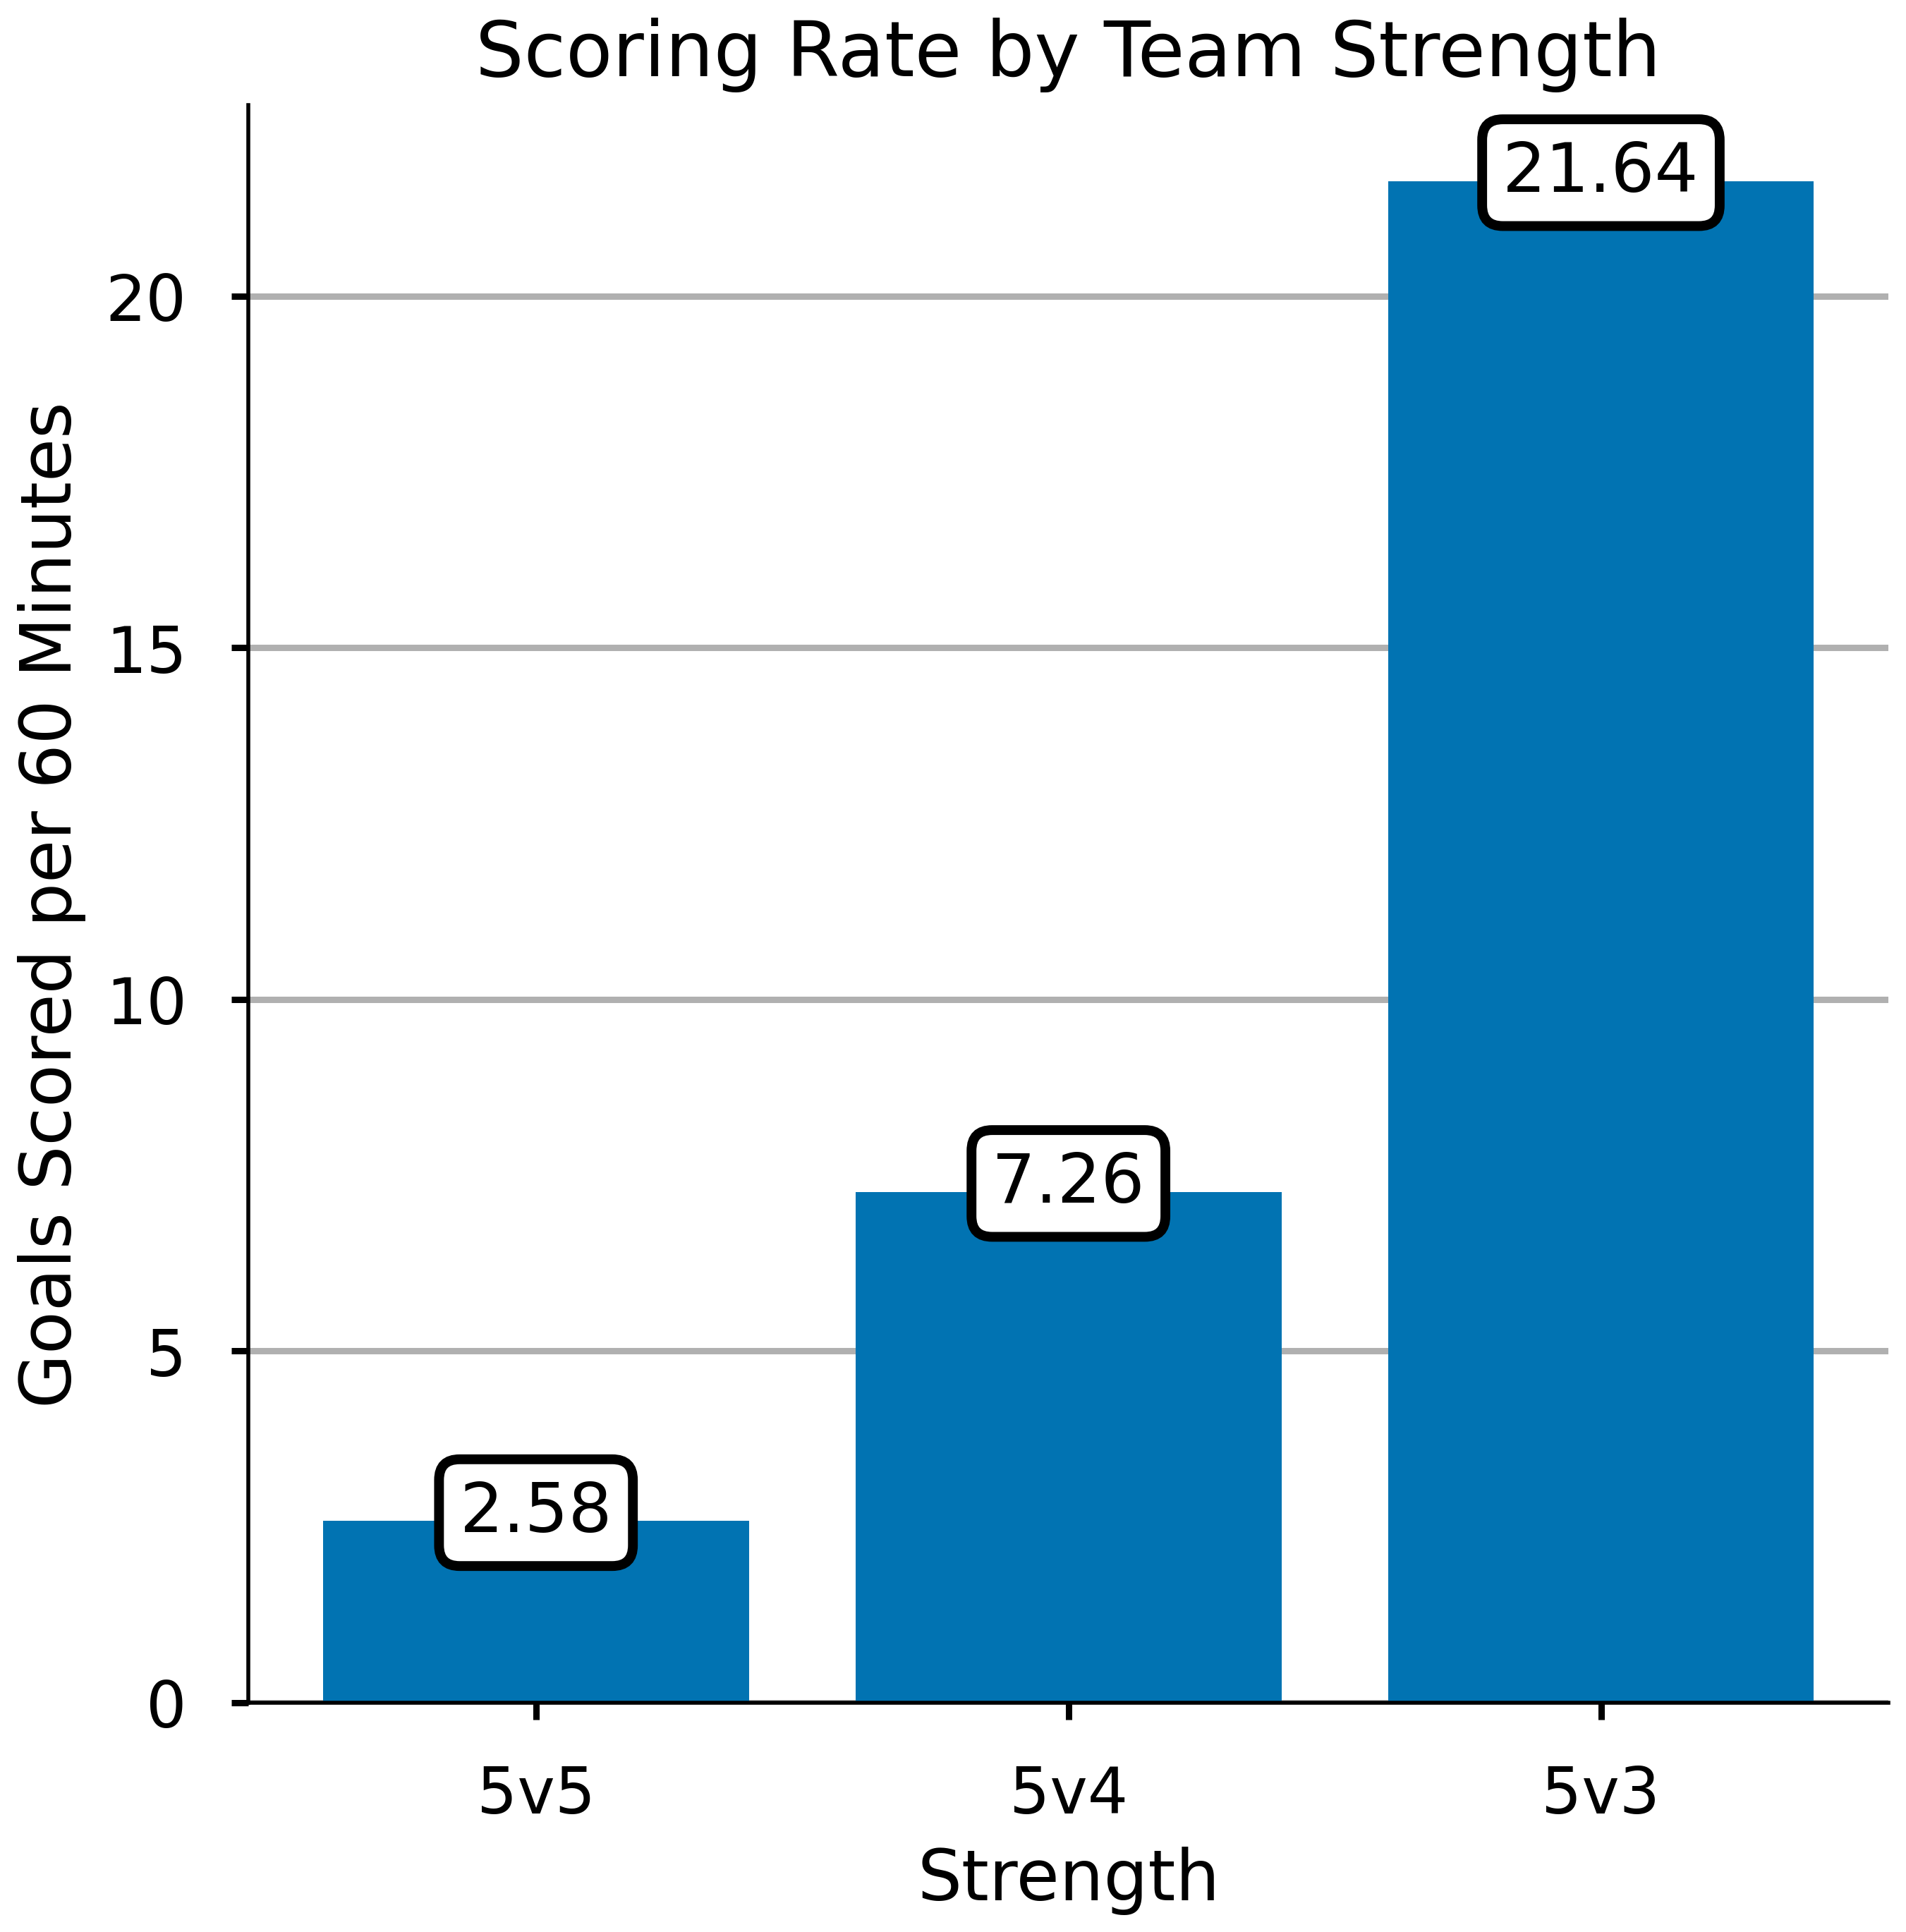 Scoring Rate by Team Strength
21.64
20
15
10
7.26
5
2.58
0
Goals Scored per 60 Minutes
5v5 5v4 5v3
Strength